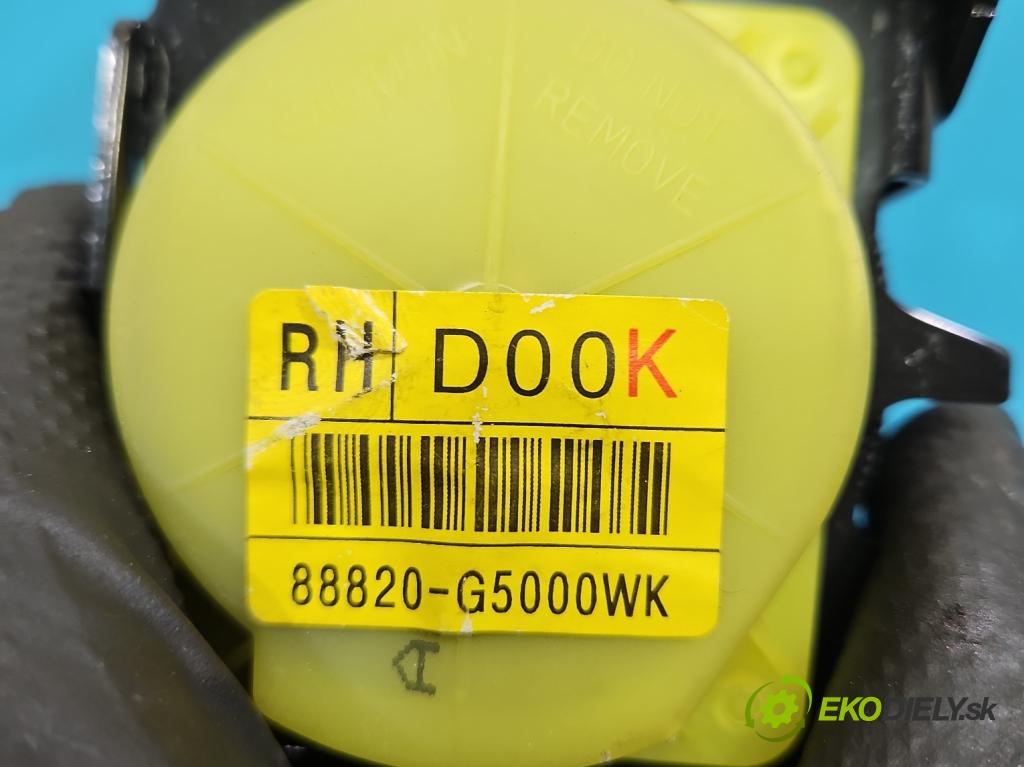 DO NOT
REMOVE
RH D00K
88820-G5000WK
A
EKODIELY.sk